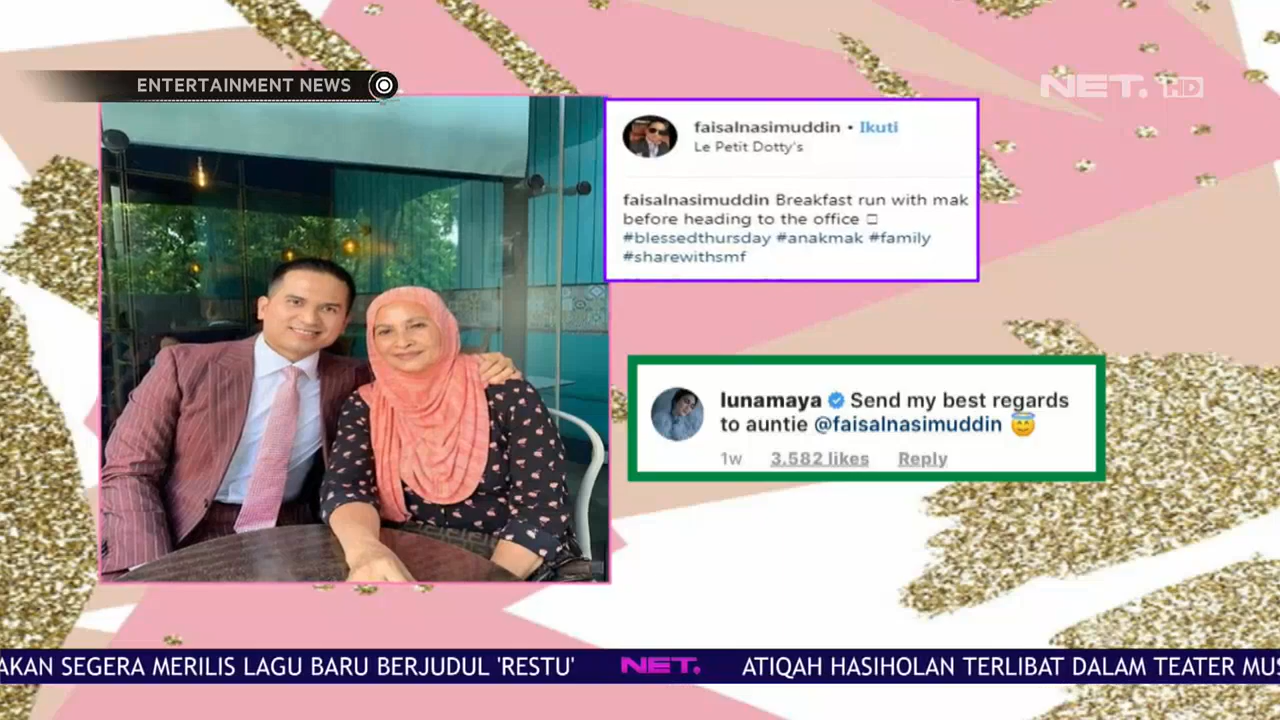 ENTERTAINMENT NEWS
NET. HD
faisalnasimuddin • Ikuti
Le Petit Dotty's
faisalnasimuddin Breakfast run with mak
before heading to the office □
#blessedthursday #anakmak #family
#sharewithsmf
lunamaya Send my best regards
to auntie @faisalnasimuddin 😇
1w 3.582 likes Reply
AKAN SEGERA MERILIS LAGU BARU BERJUDUL 'RESTU' NET. ATIQAH HASIHOLAN TERLIBAT DALAM TEATER MUS